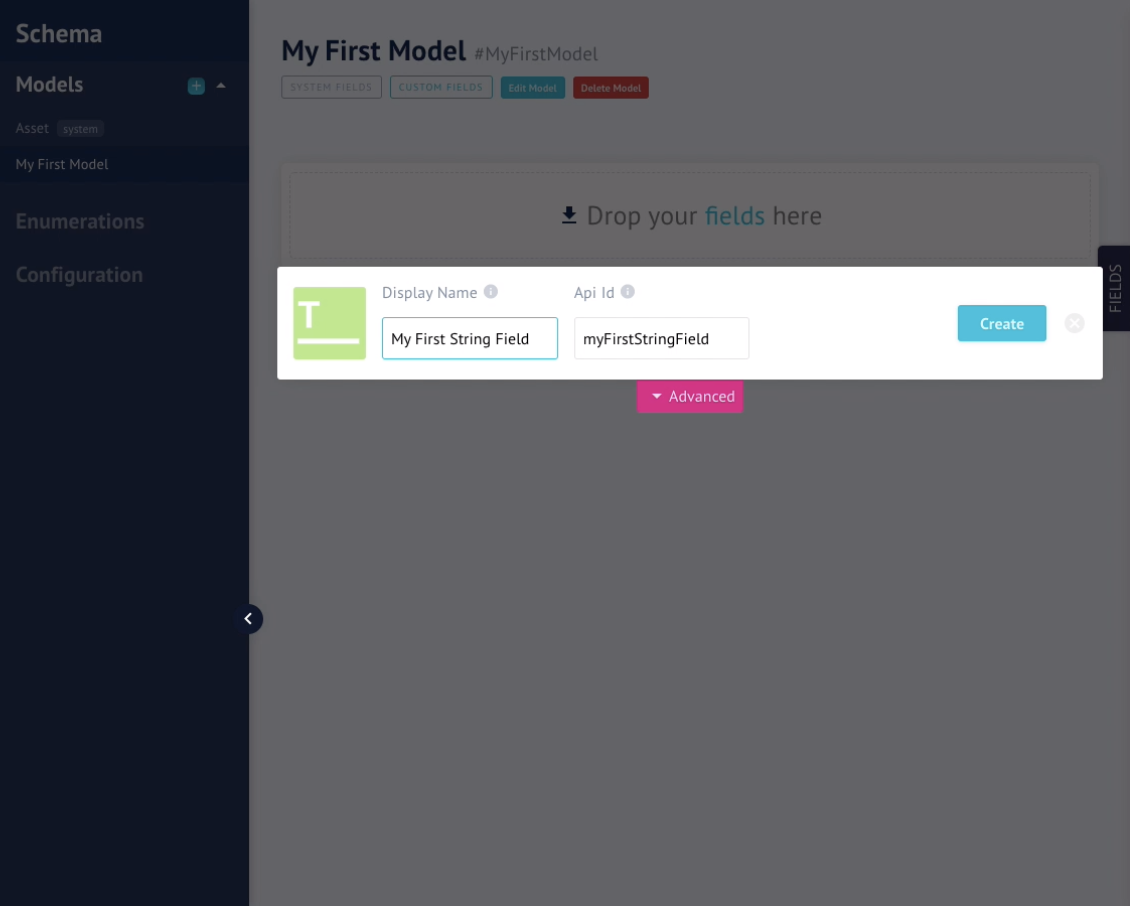 Schema
Models
Asset system
My First Model
Enumerations
Configuration
My First Model #MyFirstModel
SYSTEM FIELDS CUSTOM FIELDS Edit Model Delete Model
Drop your fields here
FIELDS
T
Display Name Api Id
My First String Field myFirstStringField Create
Advanced